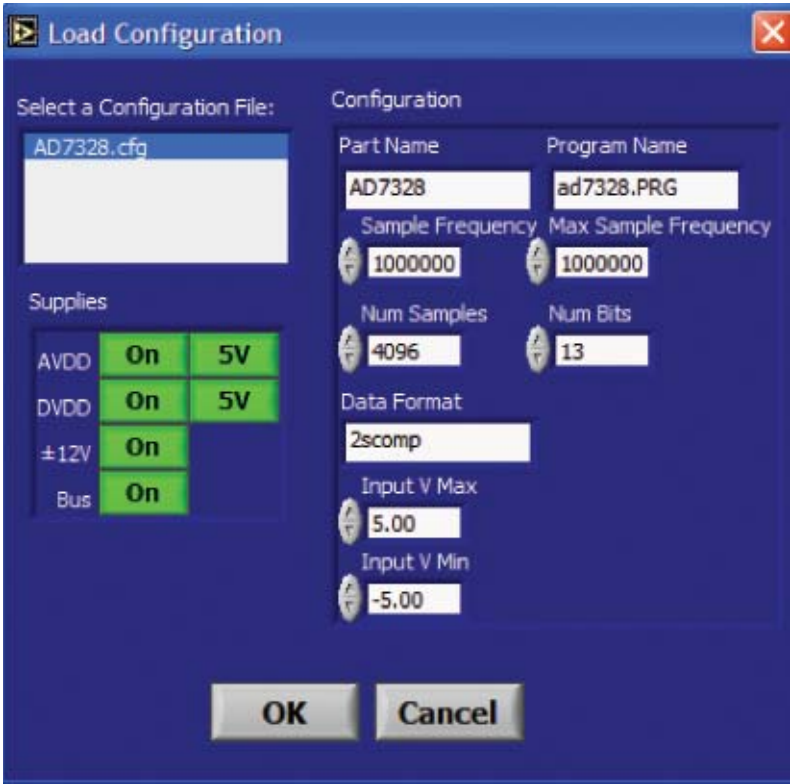 Load Configuration
Select a Configuration File:
AD7328.cfg
Supplies
AVDD On 5V
DVDD On 5V
±12V On
Bus On
Configuration
Part Name Program Name
AD7328 ad7328.PRG
Sample Frequency Max Sample Frequency
1000000 1000000
Num Samples Num Bits
4096 13
Data Format
2scomp
Input V Max
5.00
Input V Min
-5.00
OK Cancel